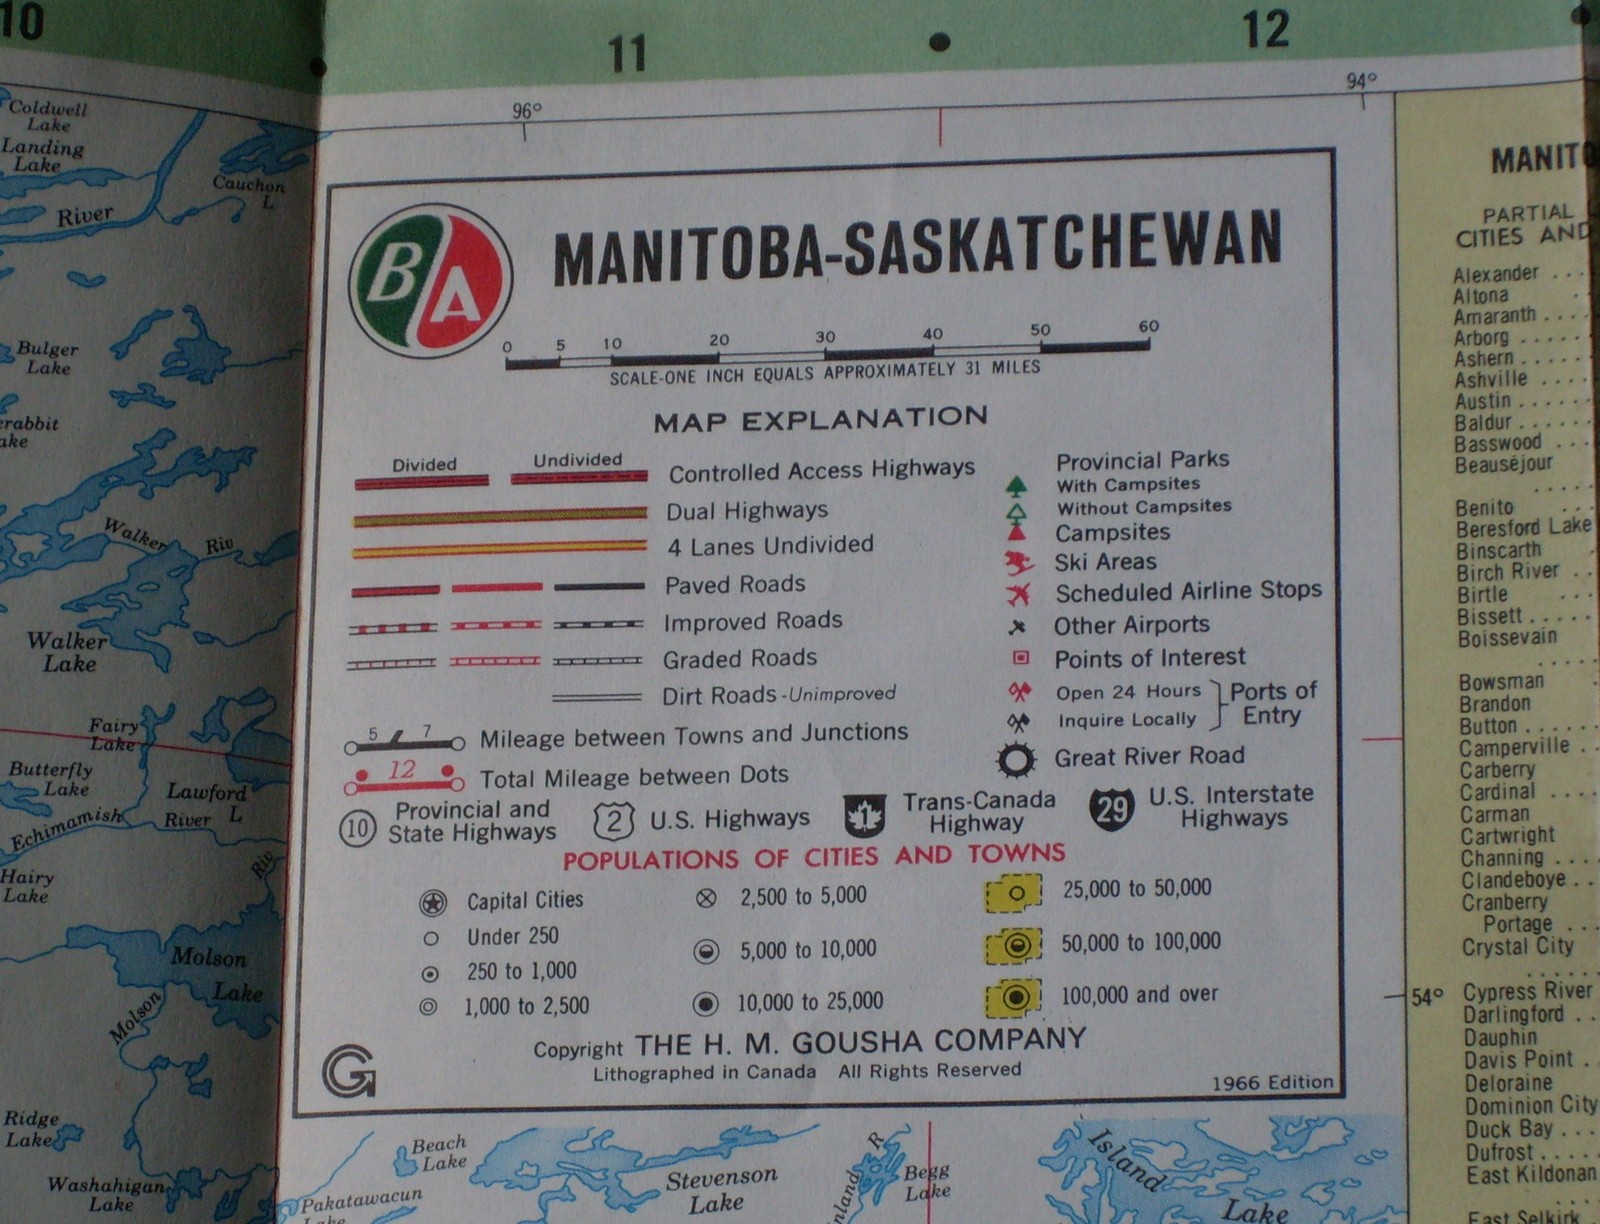 10
11
12
96°
94°
Coldwell
Lake
Landing
Lake
Cauchon
L
River
Bulger
Lake
Walker
Riv
Walker
Lake
Fairy
Lake
Butterfly
Lake
Lawford
River L
Echimamish
Riv
Hairy
Lake
Molson
Lake
Molson
Ridge
Lake
Washahigan
Lake
BA
MANITOBA-SASKATCHEWAN
0 5 10 20 30 40 50 60
SCALE-ONE INCH EQUALS APPROXIMATELY 31 MILES
MAP EXPLANATION
Divided Undivided
Controlled Access Highways
Dual Highways
4 Lanes Undivided
Paved Roads
Improved Roads
Graded Roads
Dirt Roads - Unimproved
5 7 Mileage between Towns and Junctions
12 Total Mileage between Dots
Provincial Parks
With Campsites
Without Campsites
Campsites
Ski Areas
Scheduled Airline Stops
Other Airports
Points of Interest
Open 24 Hours
Inquire Locally
Ports of
Entry
Great River Road
10 Provincial and
State Highways
2 U.S. Highways
1 Trans-Canada
Highway
29 U.S. Interstate
Highways
POPULATIONS OF CITIES AND TOWNS
Capital Cities
Under 250
250 to 1,000
1,000 to 2,500
2,500 to 5,000
5,000 to 10,000
10,000 to 25,000
25,000 to 50,000
50,000 to 100,000
100,000 and over
Copyright THE H. M. GOUSHA COMPANY
Lithographed in Canada All Rights Reserved
G
1966 Edition
Beach
Lake
Pakatawacun
Lake
Stevenson
Lake
R
Begg
Lake
Island
Lake
54°
PARTIAL
CITIES AND
Alexander
Altona
Amaranth
Arborg
Ashern
Ashville
Austin
Baldur
Basswood
Beauséjour
Benito
Beresford Lake
Binscarth
Birch River
Birtle
Bissett
Boissevain
Bowsman
Brandon
Button
Camperville
Carberry
Cardinal
Carman
Cartwright
Channing
Clandeboye
Cranberry
Portage
Crystal City
Cypress River
Darlingford
Dauphin
Davis Point
Deloraine
Dominion City
Duck Bay
Dufrost
East Kildonan
East Selkirk